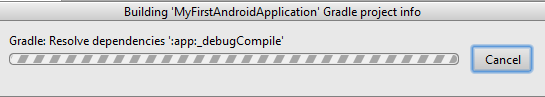 Building 'MyFirstAndroidApplication' Gradle project info
Gradle: Resolve dependencies ':app:_debugCompile'
Cancel